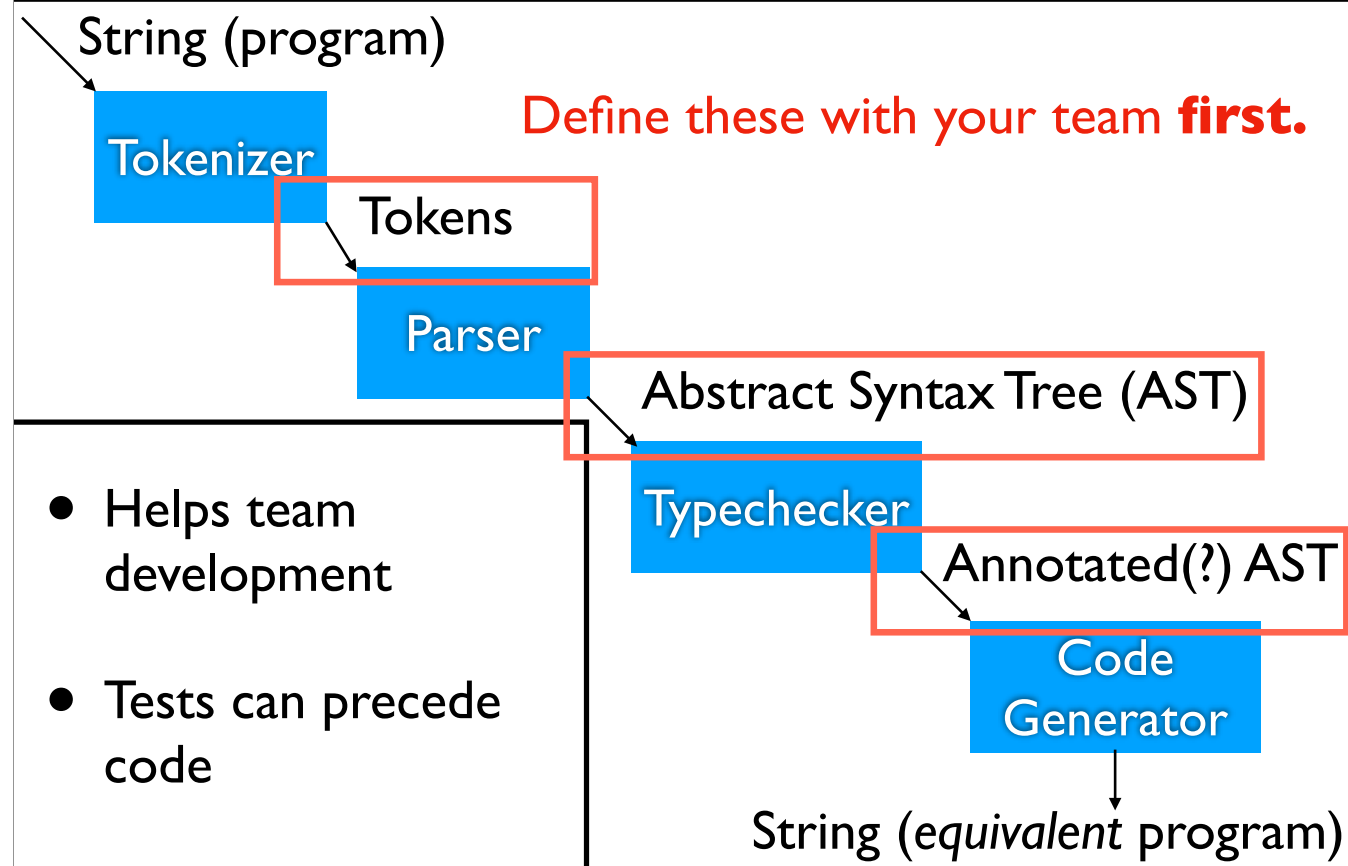 String (program)
Define these with your team first.
Tokenizer
Tokens
Parser
Abstract Syntax Tree (AST)
Typechecker
Annotated(?) AST
Code
Generator
String (equivalent program)
• Helps team
development
• Tests can precede
code